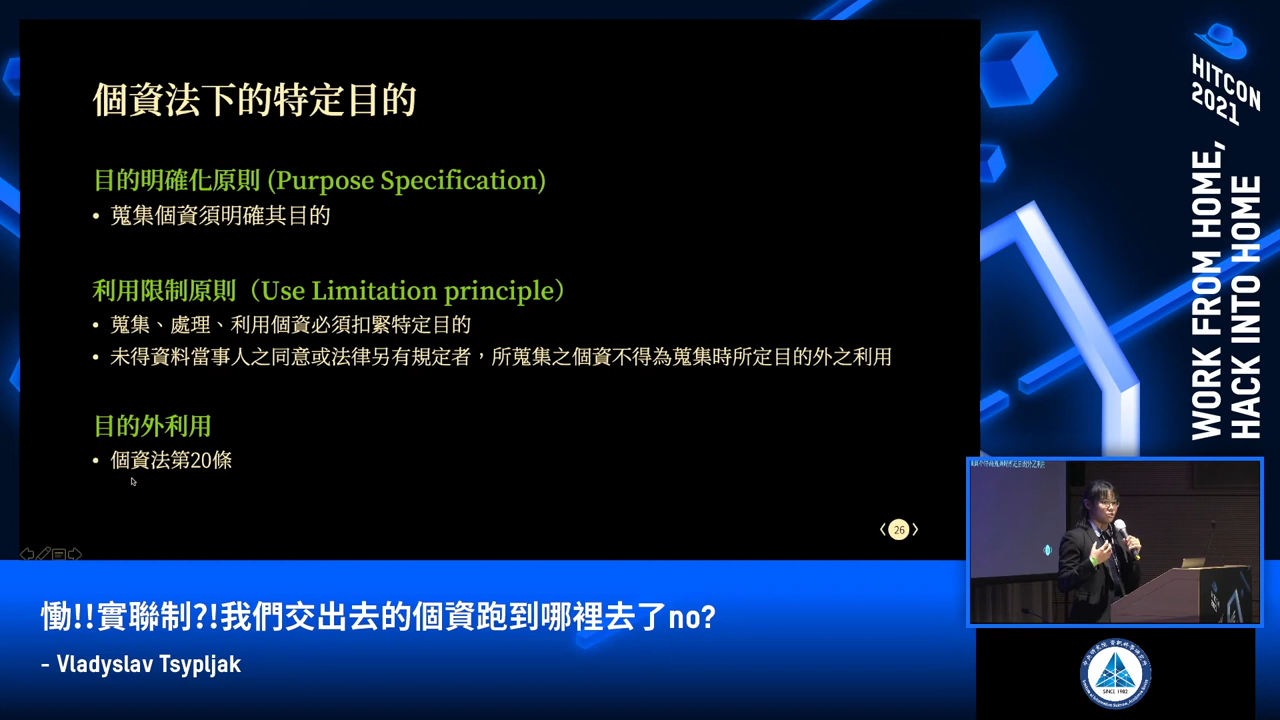 個資法下的特定目的
目的明確化原則 (Purpose Specification)
• 蒐集個資須明確其目的
利用限制原則（Use Limitation principle）
• 蒐集、處理、利用個資必須扣緊特定目的
• 未得資料當事人之同意或法律另有規定者，所蒐集之個資不得為蒐集時所定目的外之利用
目的外利用
• 個資法第20條
26
HITCON
2021
WORK FROM HOME,
HACK INTO HOME
慟!!實聯制?!我們交出去的個資跑到哪裡去了no?
- Vladyslav Tsypljak
SINCE 1982